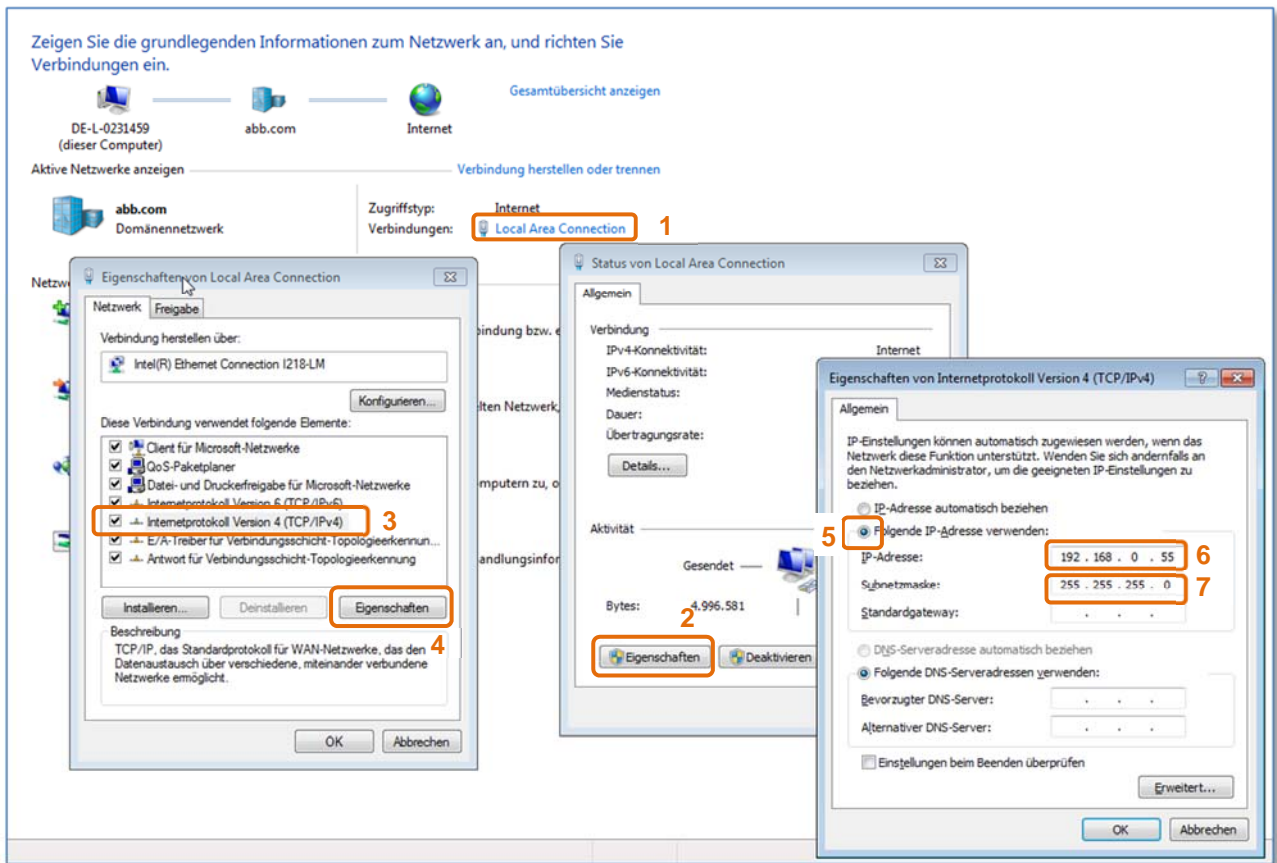 Zeigen Sie die grundlegenden Informationen zum Netzwerk an, und richten Sie
Verbindungen ein.
Gesamtübersicht anzeigen
DE-L-0231459
(dieser Computer)
abb.com
Internet
Aktive Netzwerke anzeigen
Verbindung herstellen oder trennen
abb.com
Domänennetzwerk
Zugriffstyp: Internet
Verbindungen: Local Area Connection
1
Netzw
Eigenschaften von Local Area Connection
Netzwerk
Freigabe
Verbindung herstellen über:
Intel(R) Ethernet Connection I218-LM
Konfigurieren...
Diese Verbindung verwendet folgende Elemente:
Client für Microsoft-Netzwerke
QoS-Paketplaner
Datei- und Druckerfreigabe für Microsoft-Netzwerke
Internetprotokoll Version 6 (TCP/IPv6)
Internetprotokoll Version 4 (TCP/IPv4)
3
E/A-Treiber für Verbindungsschicht-Topologieerkennun...
Antwort für Verbindungsschicht-Topologieerkennung
Installieren...
Deinstallieren
Eigenschaften
4
Beschreibung
TCP/IP, das Standardprotokoll für WAN-Netzwerke, das den
Datenaustausch über verschiedene, miteinander verbundene
Netzwerke ermöglicht.
OK
Abbrechen
bindung bzw. e
lten Netzwerk,
mputern zu, o
andlungsinfor
Status von Local Area Connection
Allgemein
Verbindung
IPv4-Konnektivität: Internet
IPv6-Konnektivität:
Medienstatus:
Dauer:
Übertragungsrate:
Details...
Aktivität
Gesendet
Bytes: 4.996.581
2
Eigenschaften
Deaktivieren
Eigenschaften von Internetprotokoll Version 4 (TCP/IPv4)
Allgemein
IP-Einstellungen können automatisch zugewiesen werden, wenn das
Netzwerk diese Funktion unterstützt. Wenden Sie sich andernfalls an
den Netzwerkadministrator, um die geeigneten IP-Einstellungen zu
beziehen.
IP-Adresse automatisch beziehen
5
Folgende IP-Adresse verwenden:
IP-Adresse: 192 . 168 . 0 . 55
6
Subnetzmaske: 255 . 255 . 255 . 0
7
Standardgateway: . . .
DNS-Serveradresse automatisch beziehen
Folgende DNS-Serveradressen verwenden:
Bevorzugter DNS-Server: . . .
Alternativer DNS-Server: . . .
Einstellungen beim Beenden überprüfen
Erweitert...
OK
Abbrechen